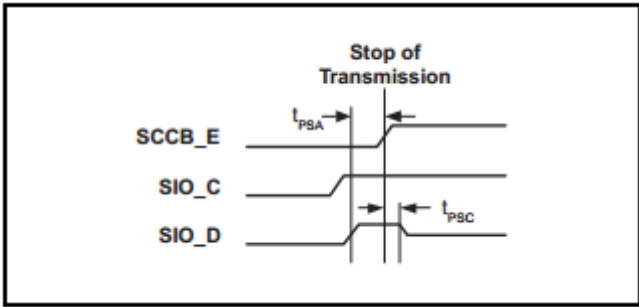 Stop of
Transmission
tPSA
SCCB_E
SIO_C
tPSC
SIO_D